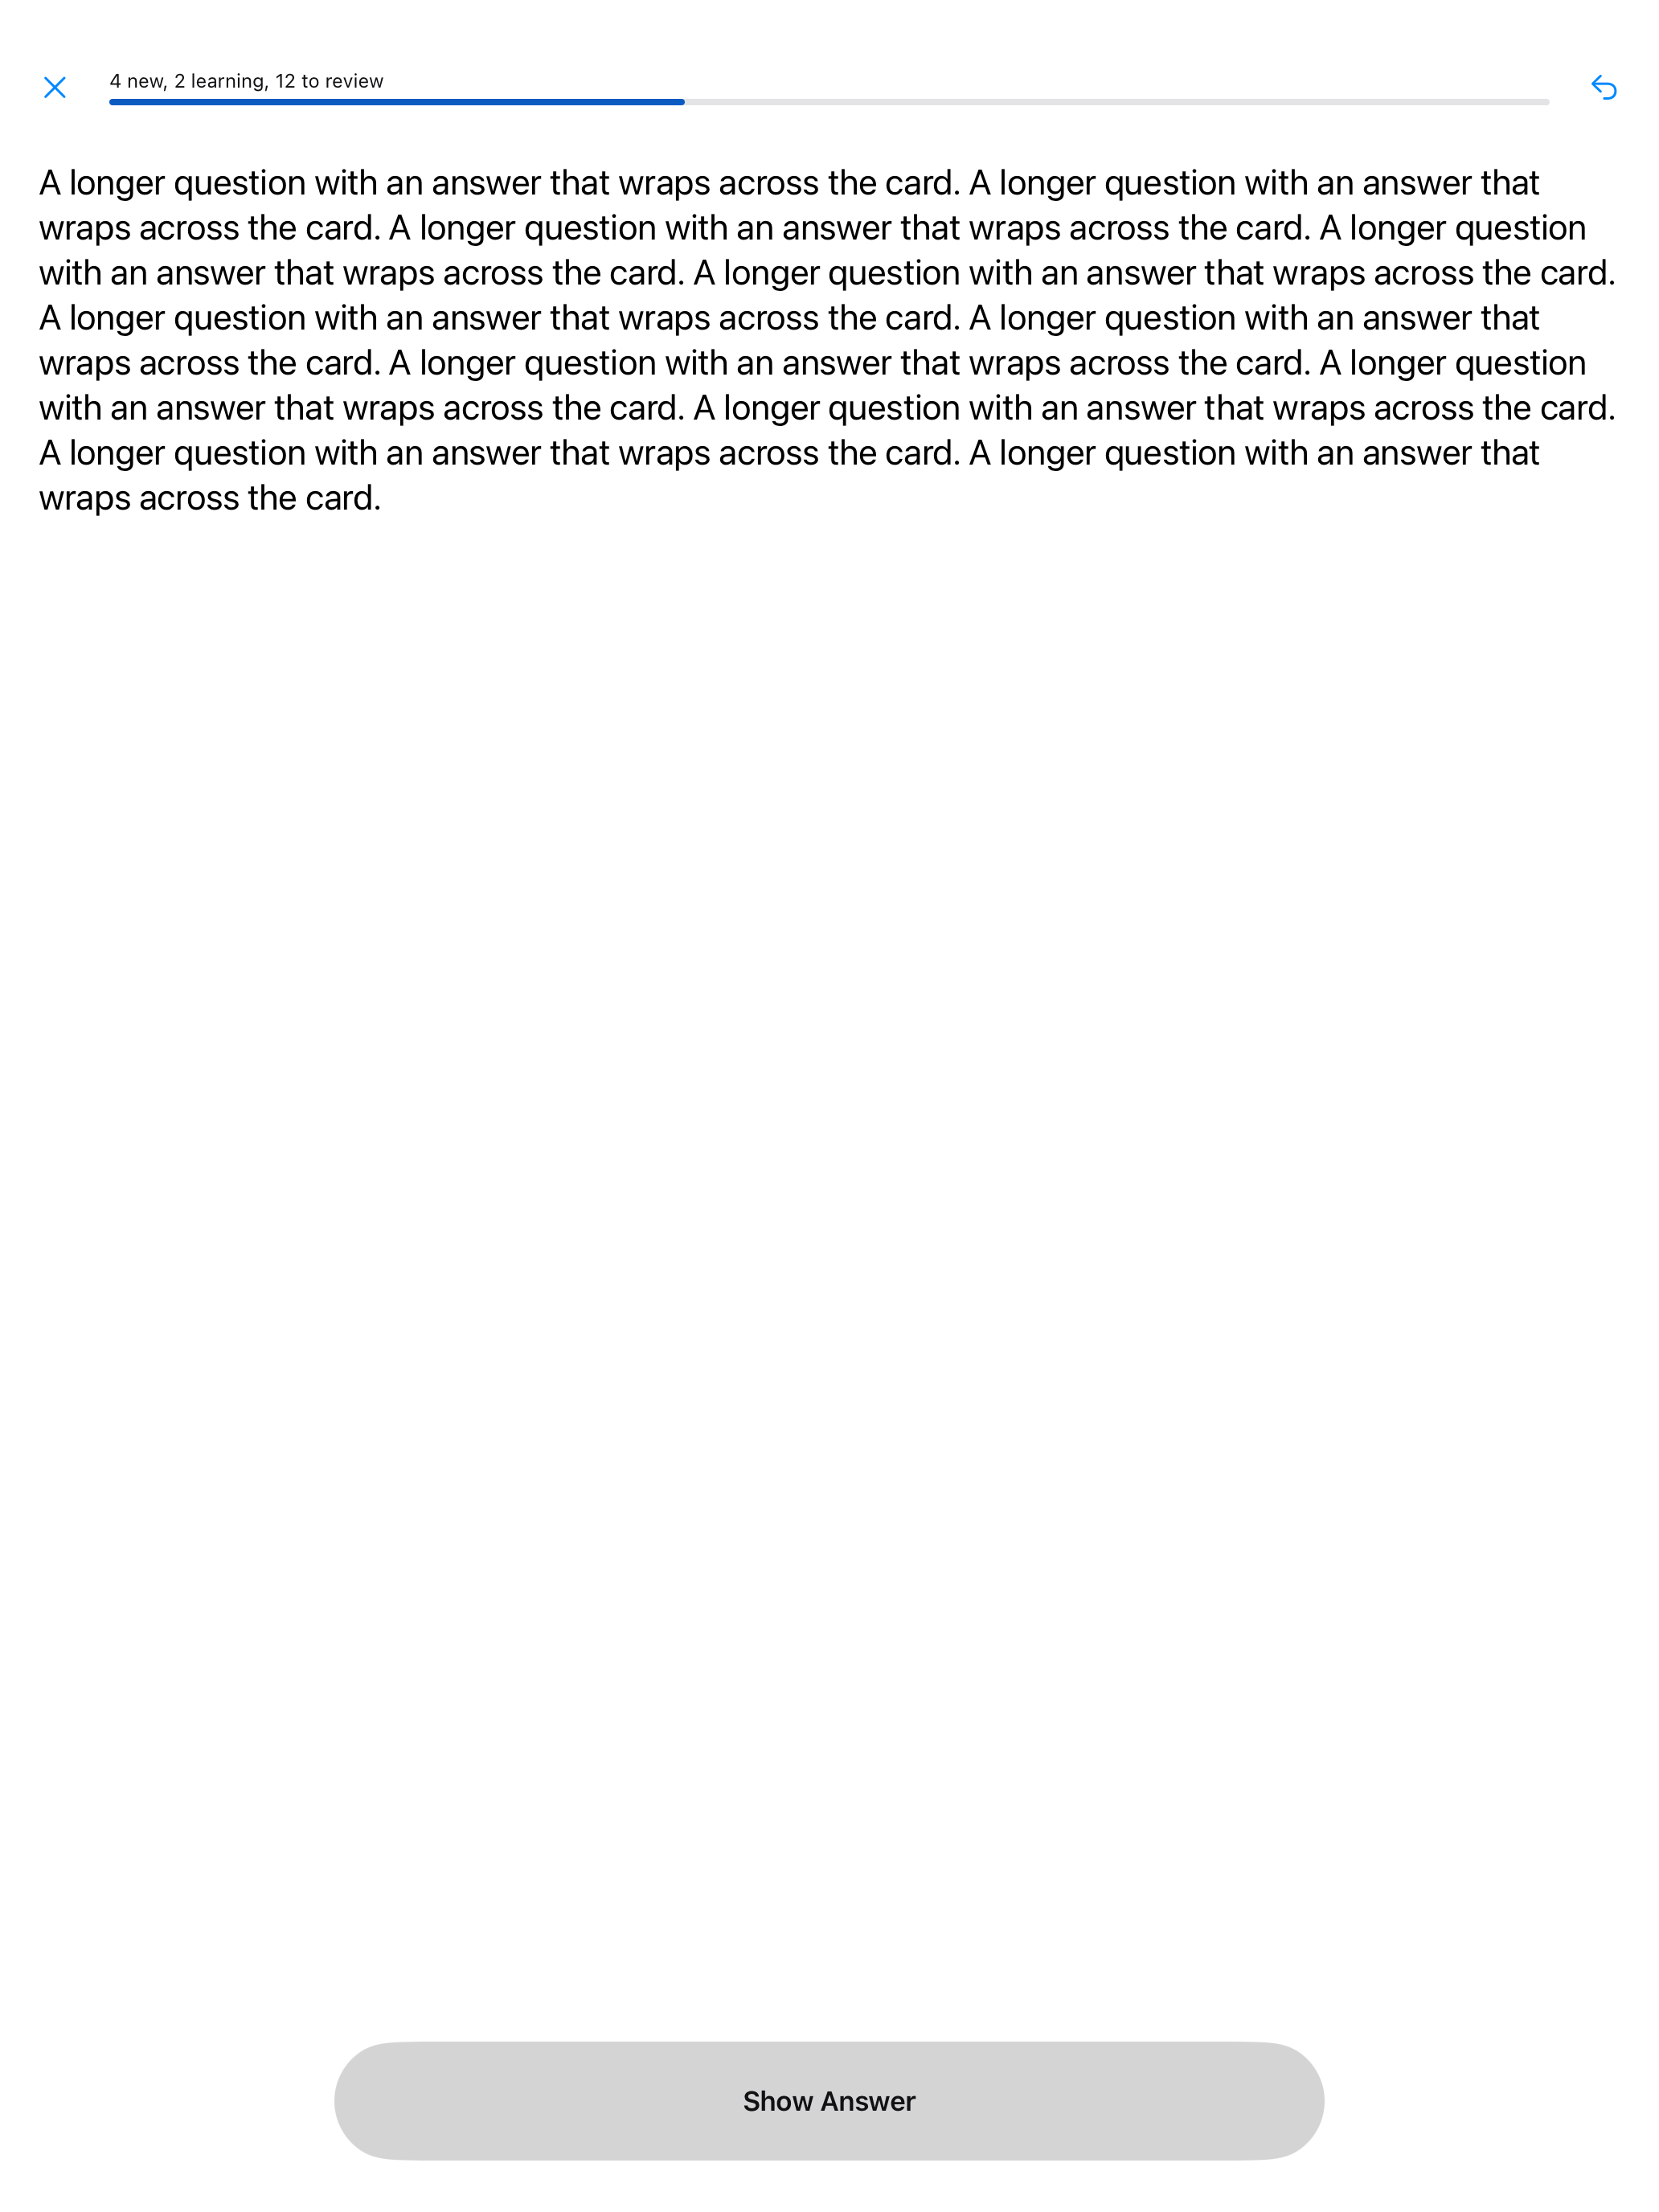 4 new, 2 learning, 12 to review
A longer question with an answer that wraps across the card. A longer question with an answer that
wraps across the card. A longer question with an answer that wraps across the card. A longer question
with an answer that wraps across the card. A longer question with an answer that wraps across the card.
A longer question with an answer that wraps across the card. A longer question with an answer that
wraps across the card. A longer question with an answer that wraps across the card. A longer question
with an answer that wraps across the card. A longer question with an answer that wraps across the card.
A longer question with an answer that wraps across the card. A longer question with an answer that
wraps across the card.
Show Answer